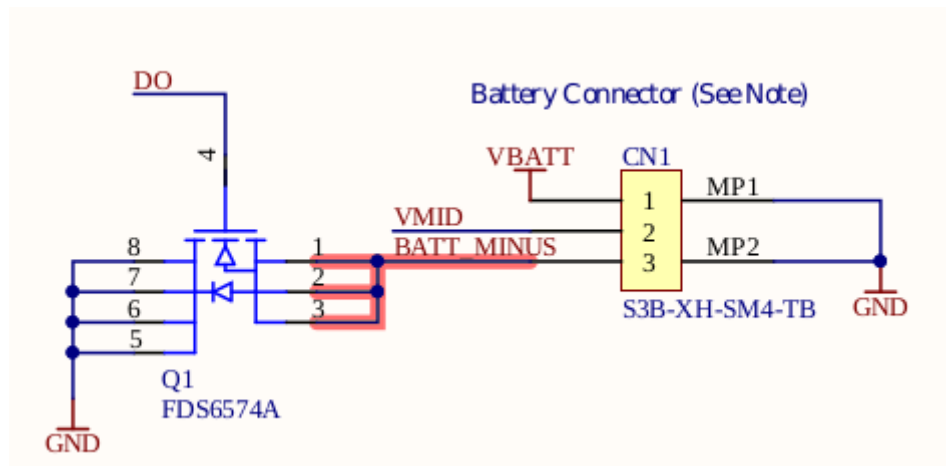 DO
Battery Connector (See Note)
4
VBATT
CN1
1
MP1
VMID
2
8
1
BATT_MINUS
3
MP2
7
2
6
3
GND
S3B-XH-SM4-TB
5
Q1
FDS6574A
GND